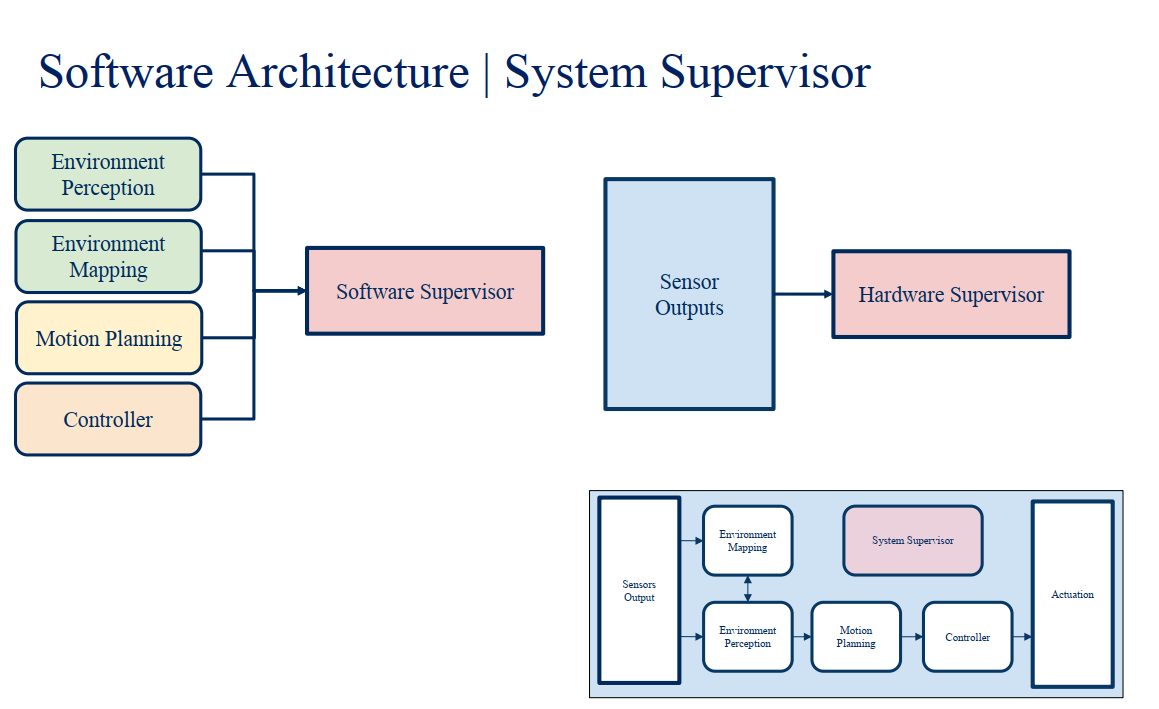 Software Architecture | System Supervisor
Environment
Perception
Environment
Mapping
Motion Planning
Controller
Software Supervisor
Sensor
Outputs
Hardware Supervisor
Sensors
Output
Environment
Mapping
System Supervisor
Environment
Perception
Motion
Planning
Controller
Actuation